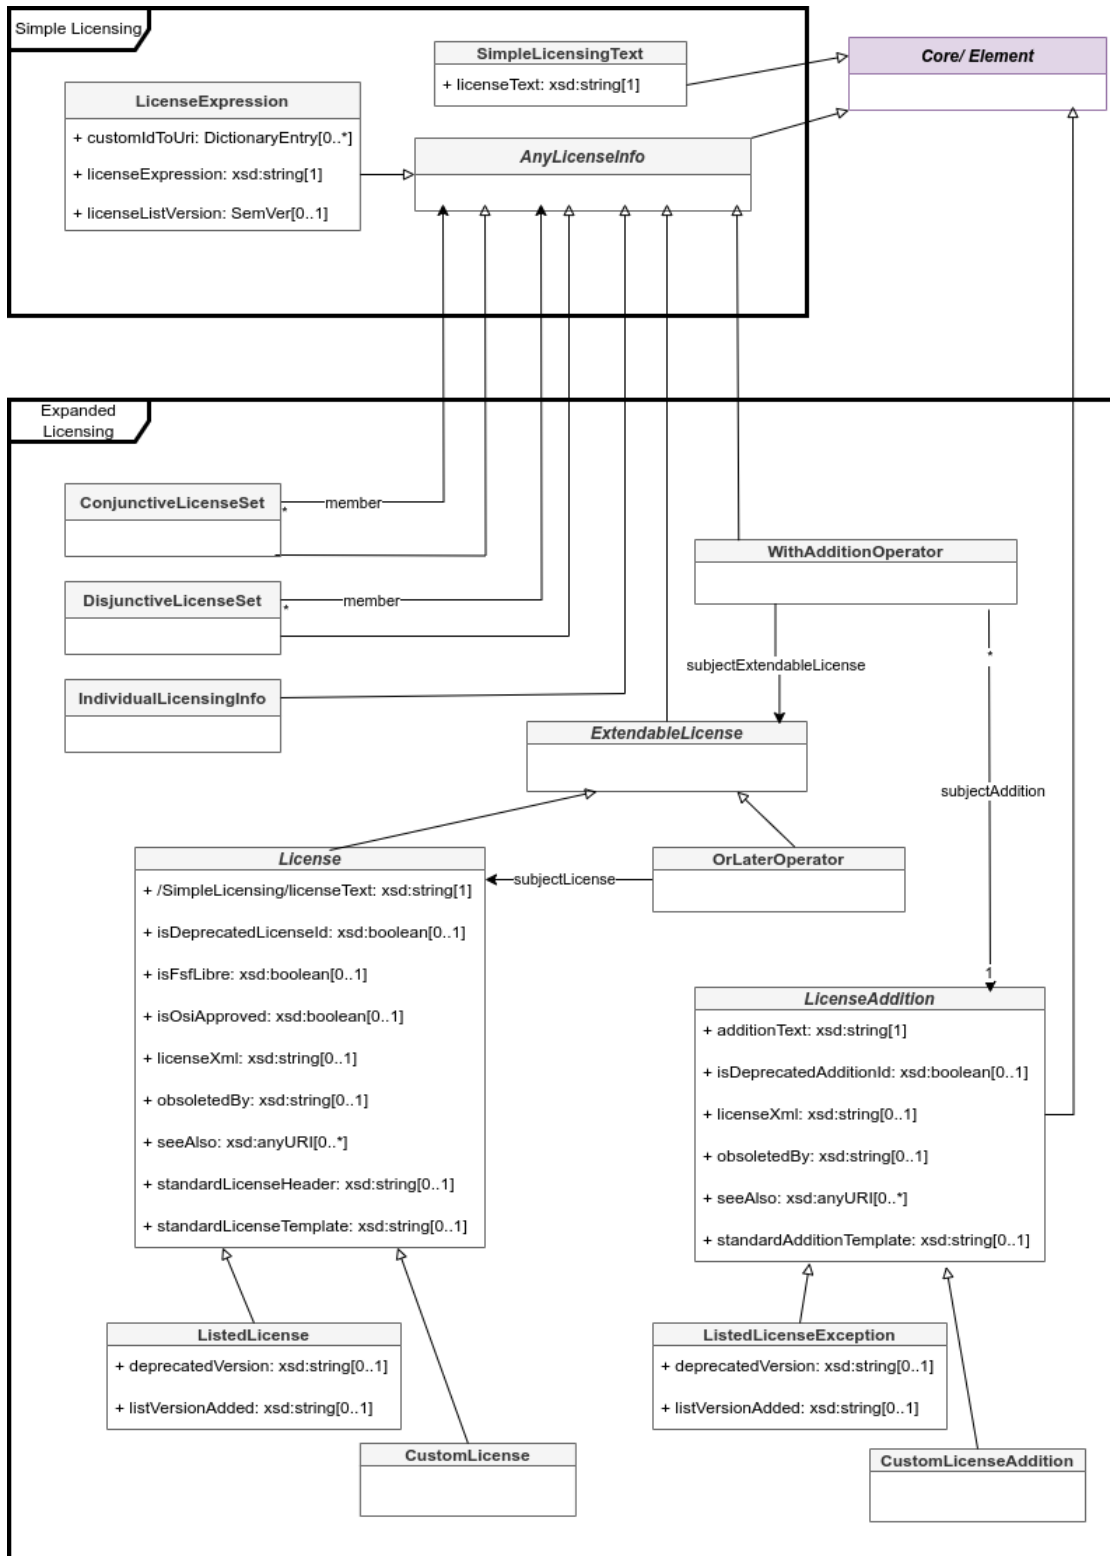 Simple Licensing
SimpleLicensingText
+ licenseText: xsd:string[1]
Core/ Element
LicenseExpression
+ customIdToUri: DictionaryEntry[0..*]
+ licenseExpression: xsd:string[1]
+ licenseListVersion: SemVer[0..1]
AnyLicenseInfo
Expanded
Licensing
ConjunctiveLicenseSet
*
member
DisjunctiveLicenseSet
*
member
IndividualLicensingInfo
WithAdditionOperator
subjectExtendableLicense
*
subjectAddition
1
ExtendableLicense
License
+ /SimpleLicensing/licenseText: xsd:string[1]
+ isDeprecatedLicenseId: xsd:boolean[0..1]
+ isFsfLibre: xsd:boolean[0..1]
+ isOsiApproved: xsd:boolean[0..1]
+ licenseXml: xsd:string[0..1]
+ obsoletedBy: xsd:string[0..1]
+ seeAlso: xsd:anyURI[0..*]
+ standardLicenseHeader: xsd:string[0..1]
+ standardLicenseTemplate: xsd:string[0..1]
subjectLicense
OrLaterOperator
LicenseAddition
+ additionText: xsd:string[1]
+ isDeprecatedAdditionId: xsd:boolean[0..1]
+ licenseXml: xsd:string[0..1]
+ obsoletedBy: xsd:string[0..1]
+ seeAlso: xsd:anyURI[0..*]
+ standardAdditionTemplate: xsd:string[0..1]
ListedLicense
+ deprecatedVersion: xsd:string[0..1]
+ listVersionAdded: xsd:string[0..1]
CustomLicense
ListedLicenseException
+ deprecatedVersion: xsd:string[0..1]
+ listVersionAdded: xsd:string[0..1]
CustomLicenseAddition